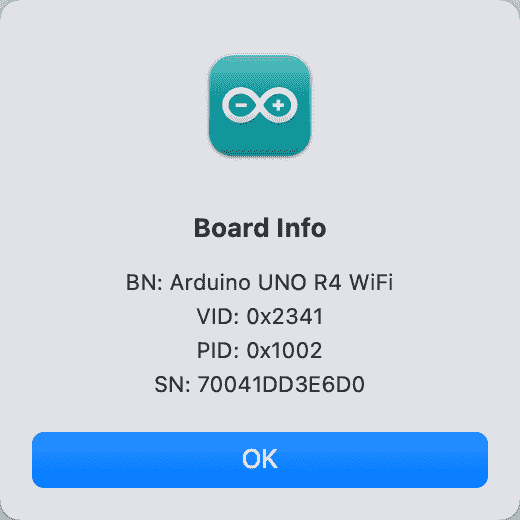 Board Info
BN: Arduino UNO R4 WiFi
VID: 0x2341
PID: 0x1002
SN: 70041DD3E6D0
OK